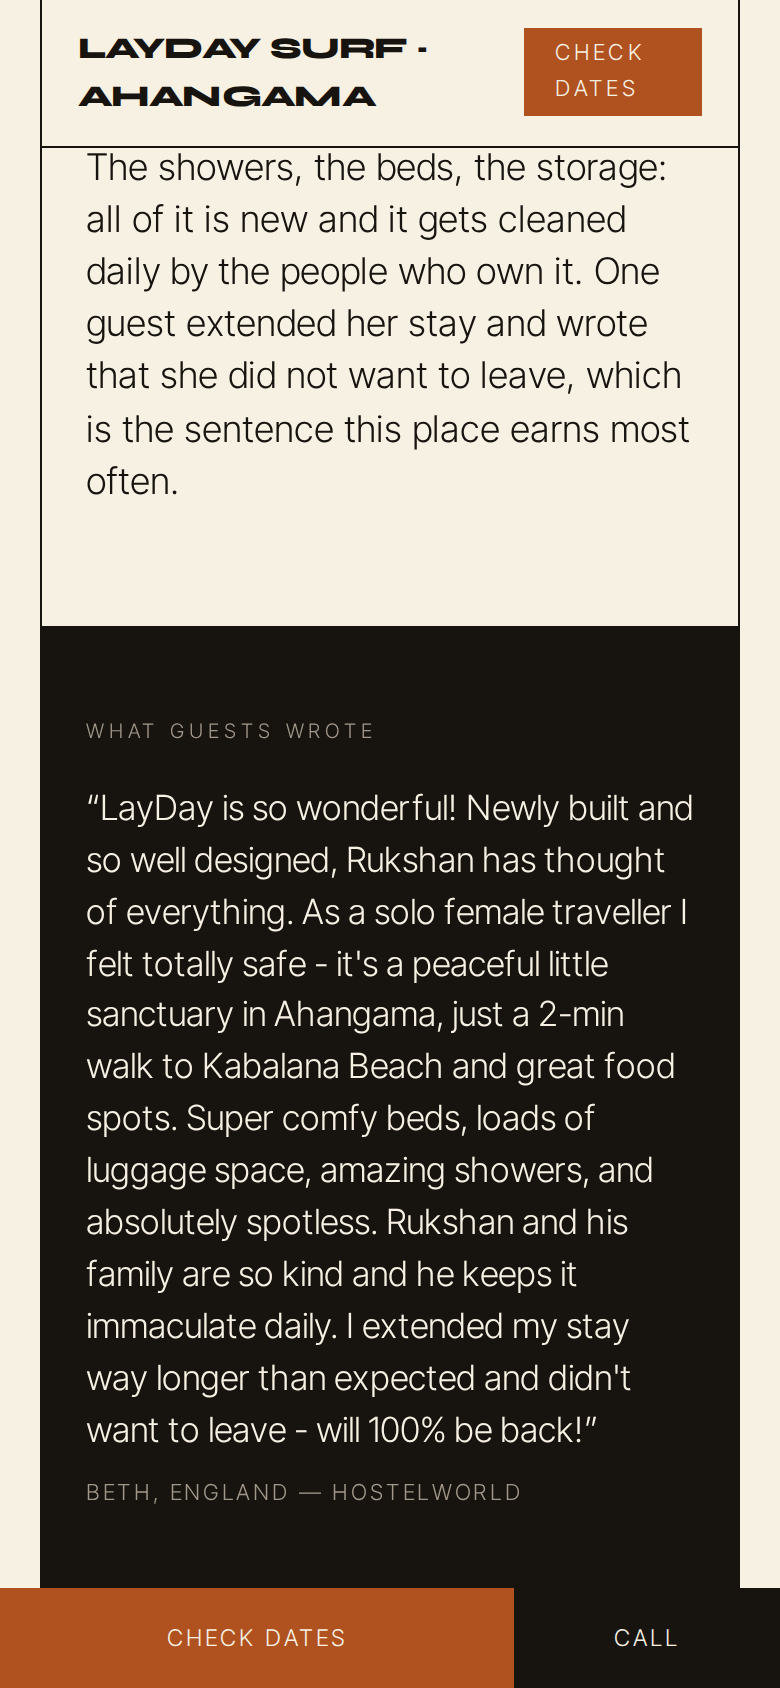 LAYDAY SURF -
AHANGAMA
CHECK
DATES
The showers, the beds, the storage:
all of it is new and it gets cleaned
daily by the people who own it. One
guest extended her stay and wrote
that she did not want to leave, which
is the sentence this place earns most
often.
WHAT GUESTS WROTE
“LayDay is so wonderful! Newly built and
so well designed, Rukshan has thought
of everything. As a solo female traveller I
felt totally safe - it's a peaceful little
sanctuary in Ahangama, just a 2-min
walk to Kabalana Beach and great food
spots. Super comfy beds, loads of
luggage space, amazing showers, and
absolutely spotless. Rukshan and his
family are so kind and he keeps it
immaculate daily. I extended my stay
way longer than expected and didn't
want to leave - will 100% be back!”
BETH, ENGLAND — HOSTELWORLD
CHECK DATES
CALL